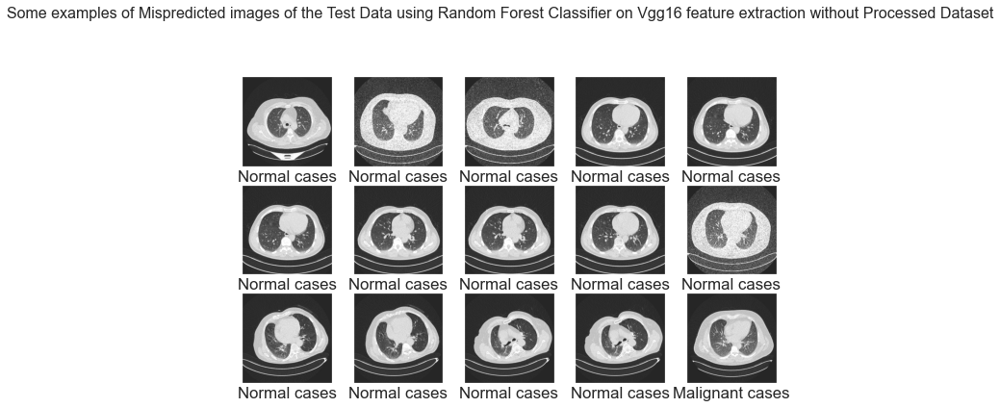 Some examples of Mispredicted images of the Test Data using Random Forest Classifier on Vgg16 feature extraction without Processed Dataset
Normal cases Normal cases Normal cases Normal cases Normal cases
Normal cases Normal cases Normal cases Normal cases Normal cases
Normal cases Normal cases Normal cases Normal cases Malignant cases